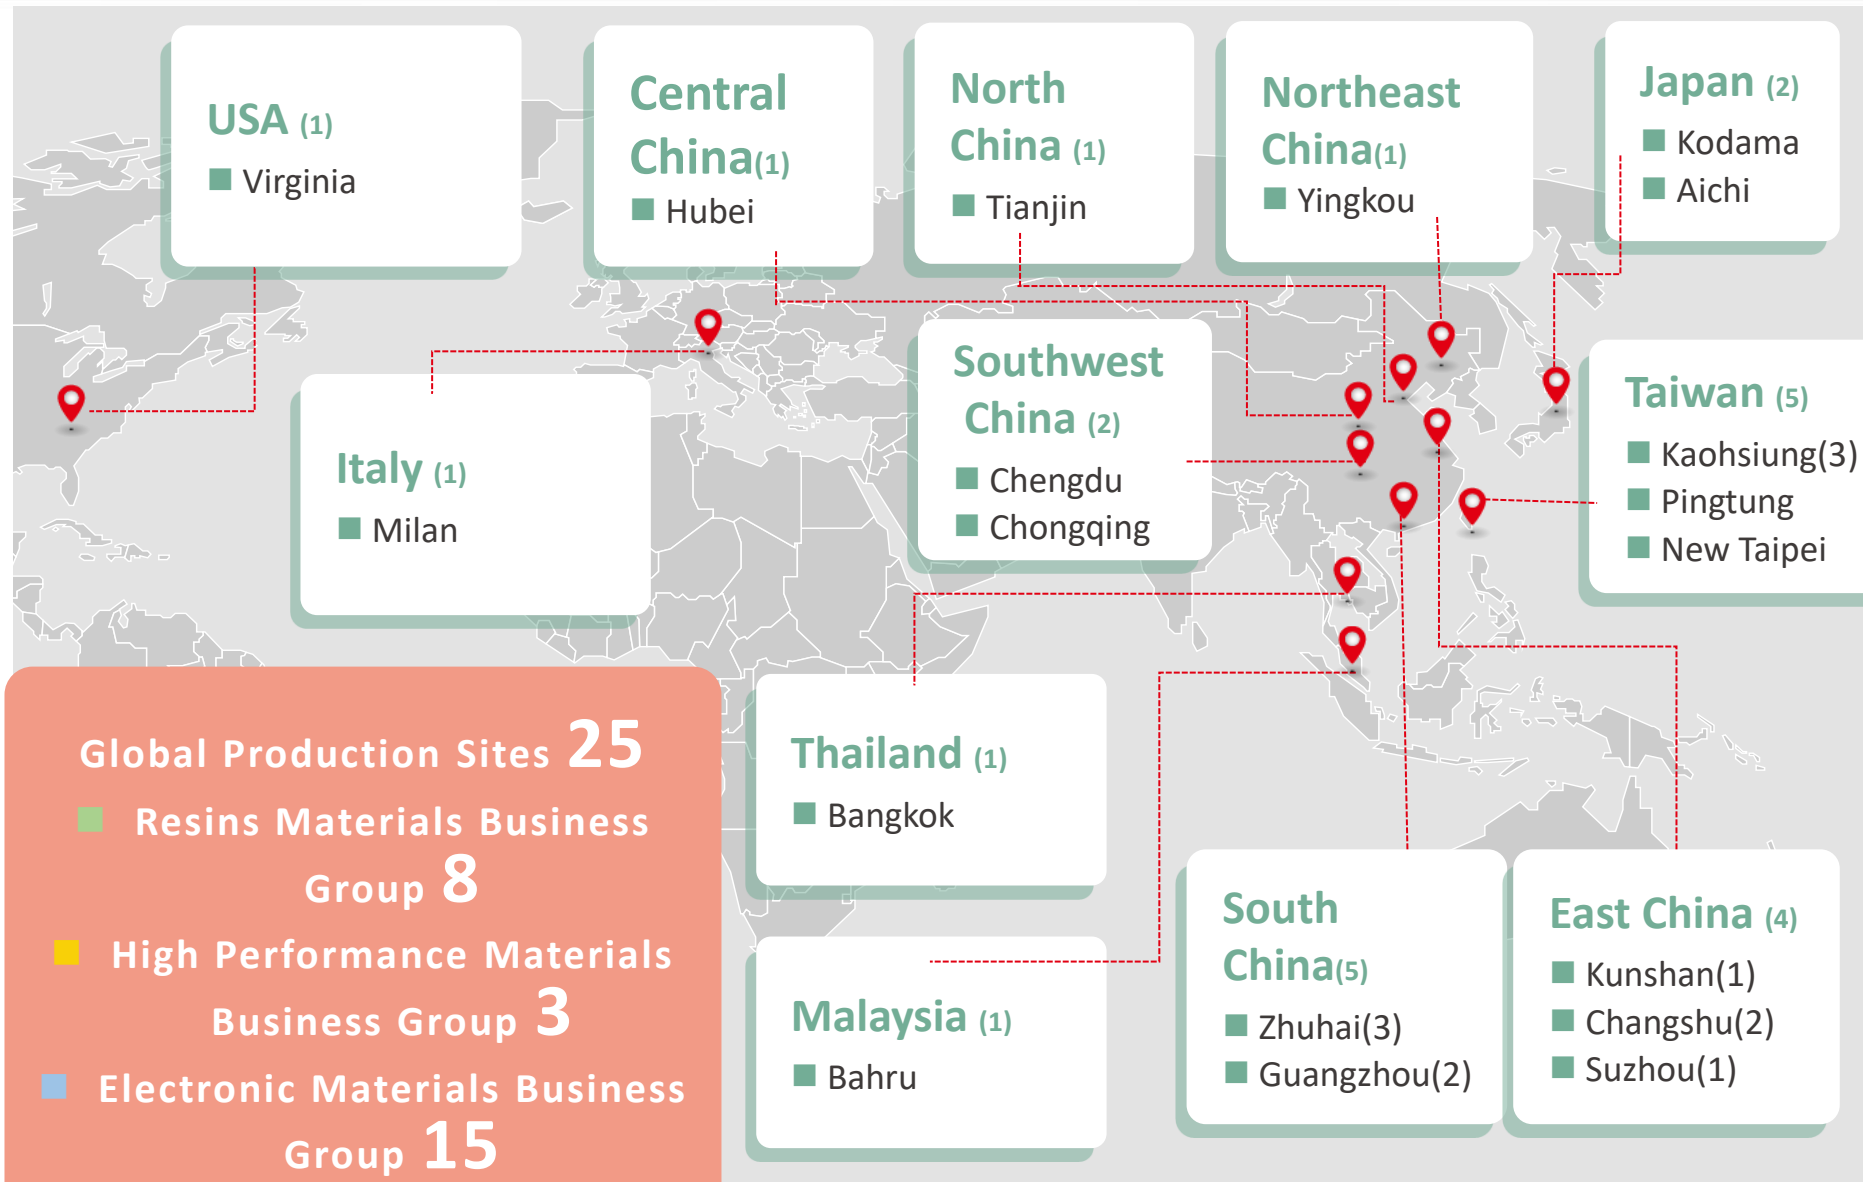 USA (1)
Virginia
Central
China(1)
Hubei
North
China (1)
Tianjin
Northeast
China(1)
Yingkou
Japan (2)
Kodama
Aichi
Italy (1)
Milan
Southwest
China (2)
Chengdu
Chongqing
Taiwan (5)
Kaohsiung(3)
Pingtung
New Taipei
Global Production Sites 25
Resins Materials Business
Group 8
High Performance Materials
Business Group 3
Electronic Materials Business
Group 15
Thailand (1)
Bangkok
Malaysia (1)
Bahru
South
China(5)
Zhuhai(3)
Guangzhou(2)
East China (4)
Kunshan(1)
Changshu(2)
Suzhou(1)